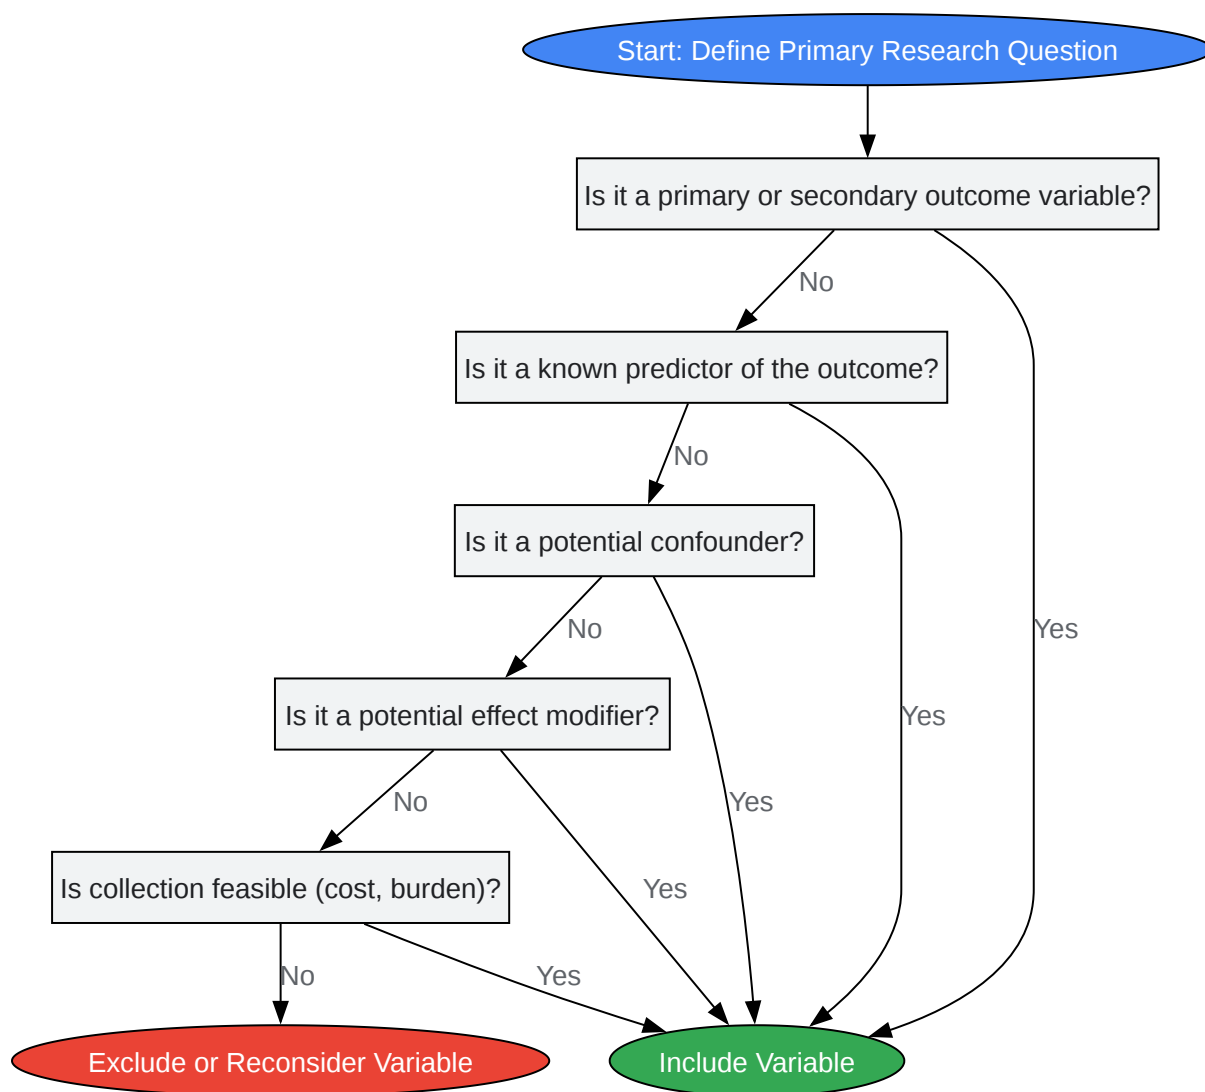 Start: Define Primary Research Question
Is it a primary or secondary outcome variable?
No
Is it a known predictor of the outcome?
No
Is it a potential confounder?
No
Yes
Is it a potential effect modifier?
Yes
No
Yes
Is collection feasible (cost, burden)?
Yes
No
Yes
Exclude or Reconsider Variable
Include Variable